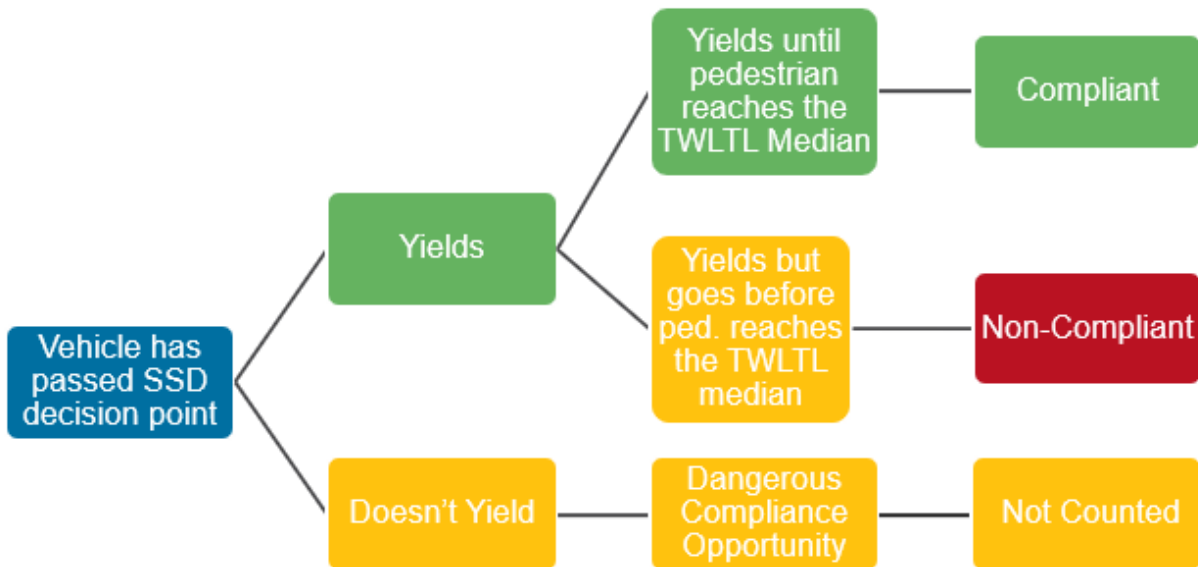 Yields until
pedestrian
reaches the
TWLTL Median
Compliant
Yields
Yields but
goes before
ped. reaches
the TWLTL
median
Non-Compliant
Vehicle has
passed SSD
decision point
Doesn’t Yield
Dangerous
Compliance
Opportunity
Not Counted